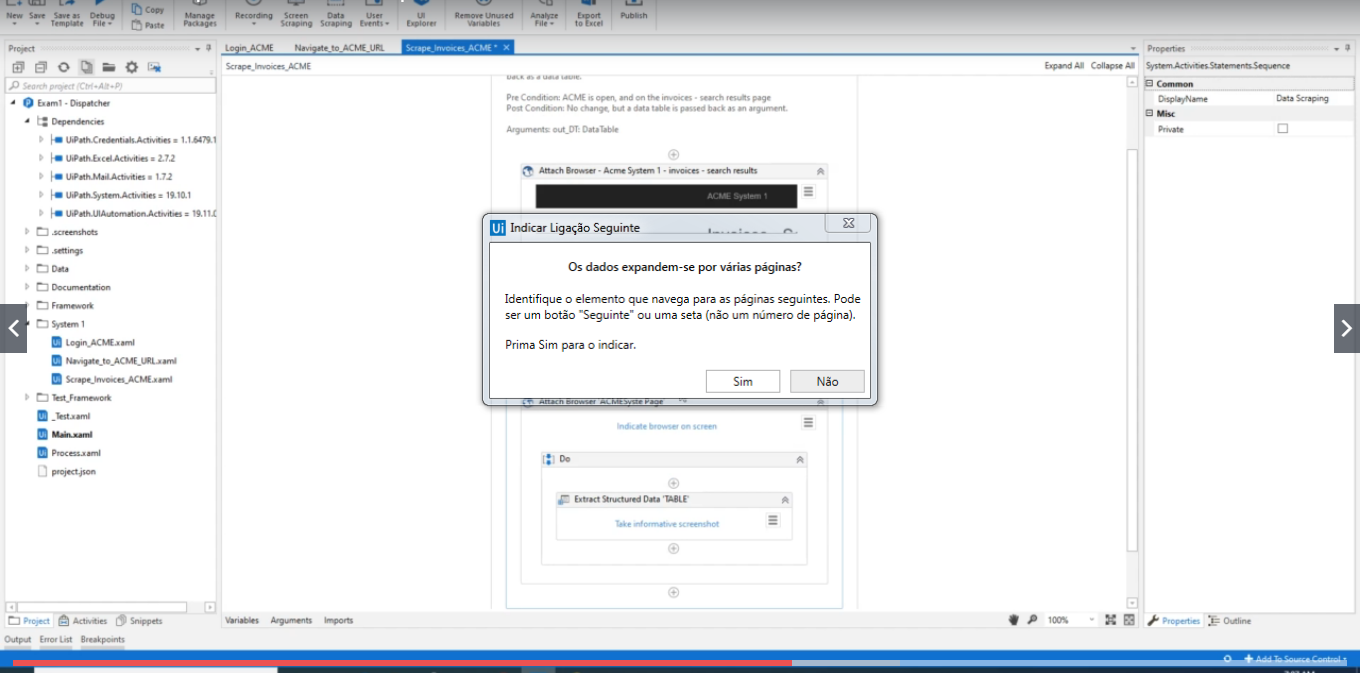 New Save Save as Template Debug File Copy Paste Manage Packages Recording Screen Scraping Data Scraping User Events UI Explorer Remove Unused Variables Analyze File Export to Excel Publish
Project
Login_ACME Navigate_to_ACME_URL Scrape_Invoices_ACME *
Properties
Scrape_Invoices_ACME
Expand All Collapse All
System.Activities.Statements.Sequence
Search project (Ctrl+Alt+P)
Common
DisplayName Data Scraping
Misc
Private
Exam1 - Dispatcher
Dependencies
UiPath.Credentials.Activities = 1.1.6479.1
UiPath.Excel.Activities = 2.7.2
UiPath.Mail.Activities = 1.7.2
UiPath.System.Activities = 19.10.1
UiPath.UIAutomation.Activities = 19.11.0
.screenshots
.settings
Data
Documentation
Framework
System 1
Login_ACME.xaml
Navigate_to_ACME_URL.xaml
Scrape_Invoices_ACME.xaml
Test_Framework
_Test.xaml
Main.xaml
Process.xaml
project.json
back as a data table.
Pre Condition: ACME is open, and on the invoices - search results page
Post Condition: No change, but a data table is passed back as an argument.
Arguments: out_DT: DataTable
Attach Browser - Acme System 1 - invoices - search results
ACME System 1
Ui Indicar Ligação Seguinte
Os dados expandem-se por várias páginas?
Identifique o elemento que navega para as páginas seguintes. Pode
ser um botão "Seguinte" ou uma seta (não um número de página).
Prima Sim para o indicar.
Sim Não
Attach Browser 'ACMESyste Page
Indicate browser on screen
Do
Extract Structured Data 'TABLE'
Take informative screenshot
Project Activities Snippets
Variables Arguments Imports
100%
Properties Outline
Output Error List Breakpoints
Add To Source Control